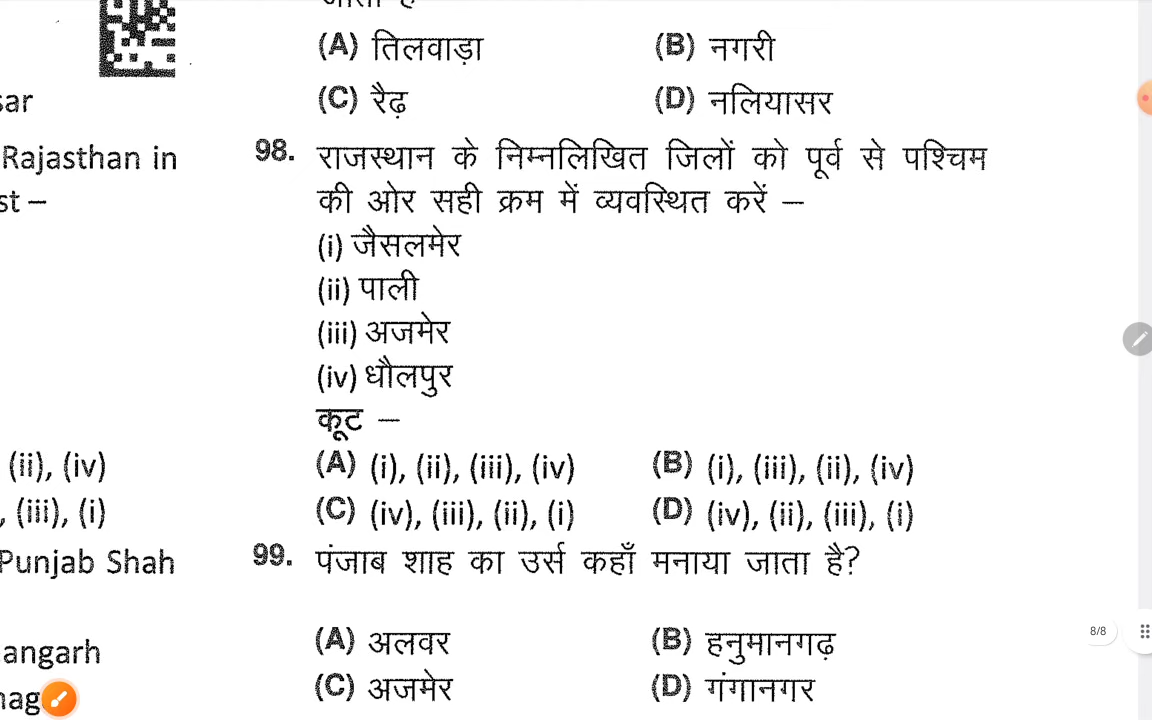 (A) तिलवाड़ा (B) नगरी
sar (C) रैढ़ (D) नलियासर
Rajasthan in 98. राजस्थान के निम्नलिखित जिलों को पूर्व से पश्चिम
st – की ओर सही क्रम में व्यवस्थित करें –
(i) जैसलमेर
(ii) पाली
(iii) अजमेर
(iv) धौलपुर
कूट –
(ii), (iv) (A) (i), (ii), (iii), (iv) (B) (i), (iii), (ii), (iv)
, (iii), (i) (C) (iv), (iii), (ii), (i) (D) (iv), (ii), (iii), (i)
Punjab Shah 99. पंजाब शाह का उर्स कहाँ मनाया जाता है?
angarh (A) अलवर (B) हनुमानगढ़
nag (C) अजमेर (D) गंगानगर
8/8